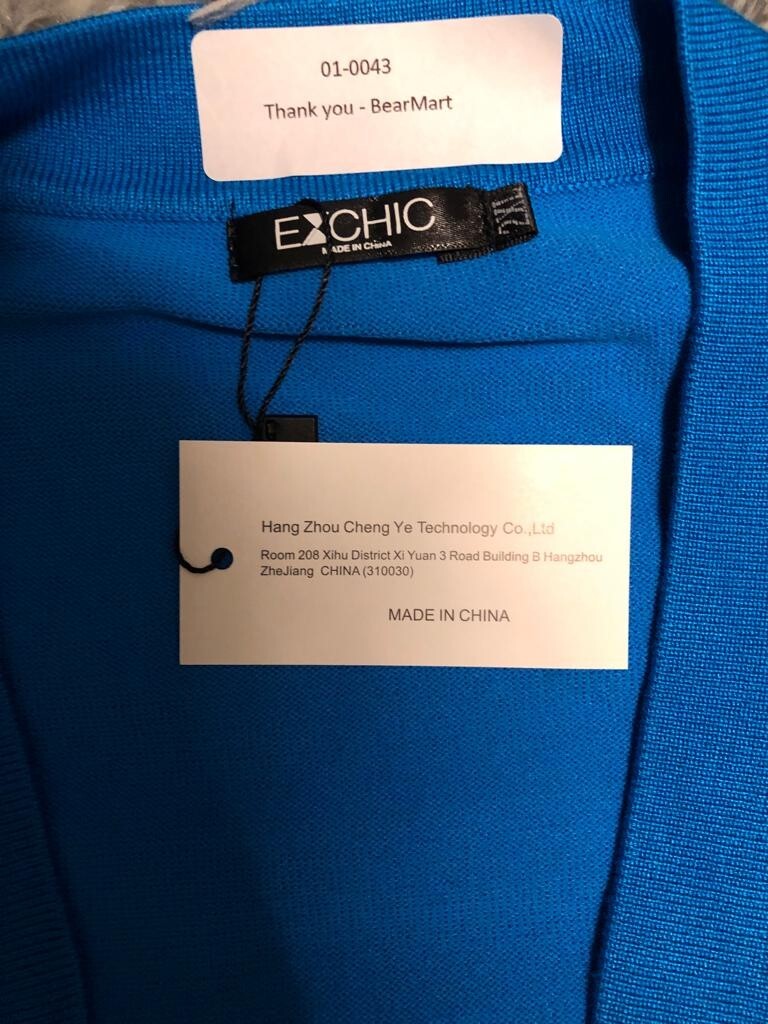 01-0043
Thank you - BearMart
EXCHIC
MADE IN CHINA
Hang Zhou Cheng Ye Technology Co.,Ltd
Room 208 Xihu District Xi Yuan 3 Road Building B Hangzhou
ZheJiang CHINA (310030)
MADE IN CHINA